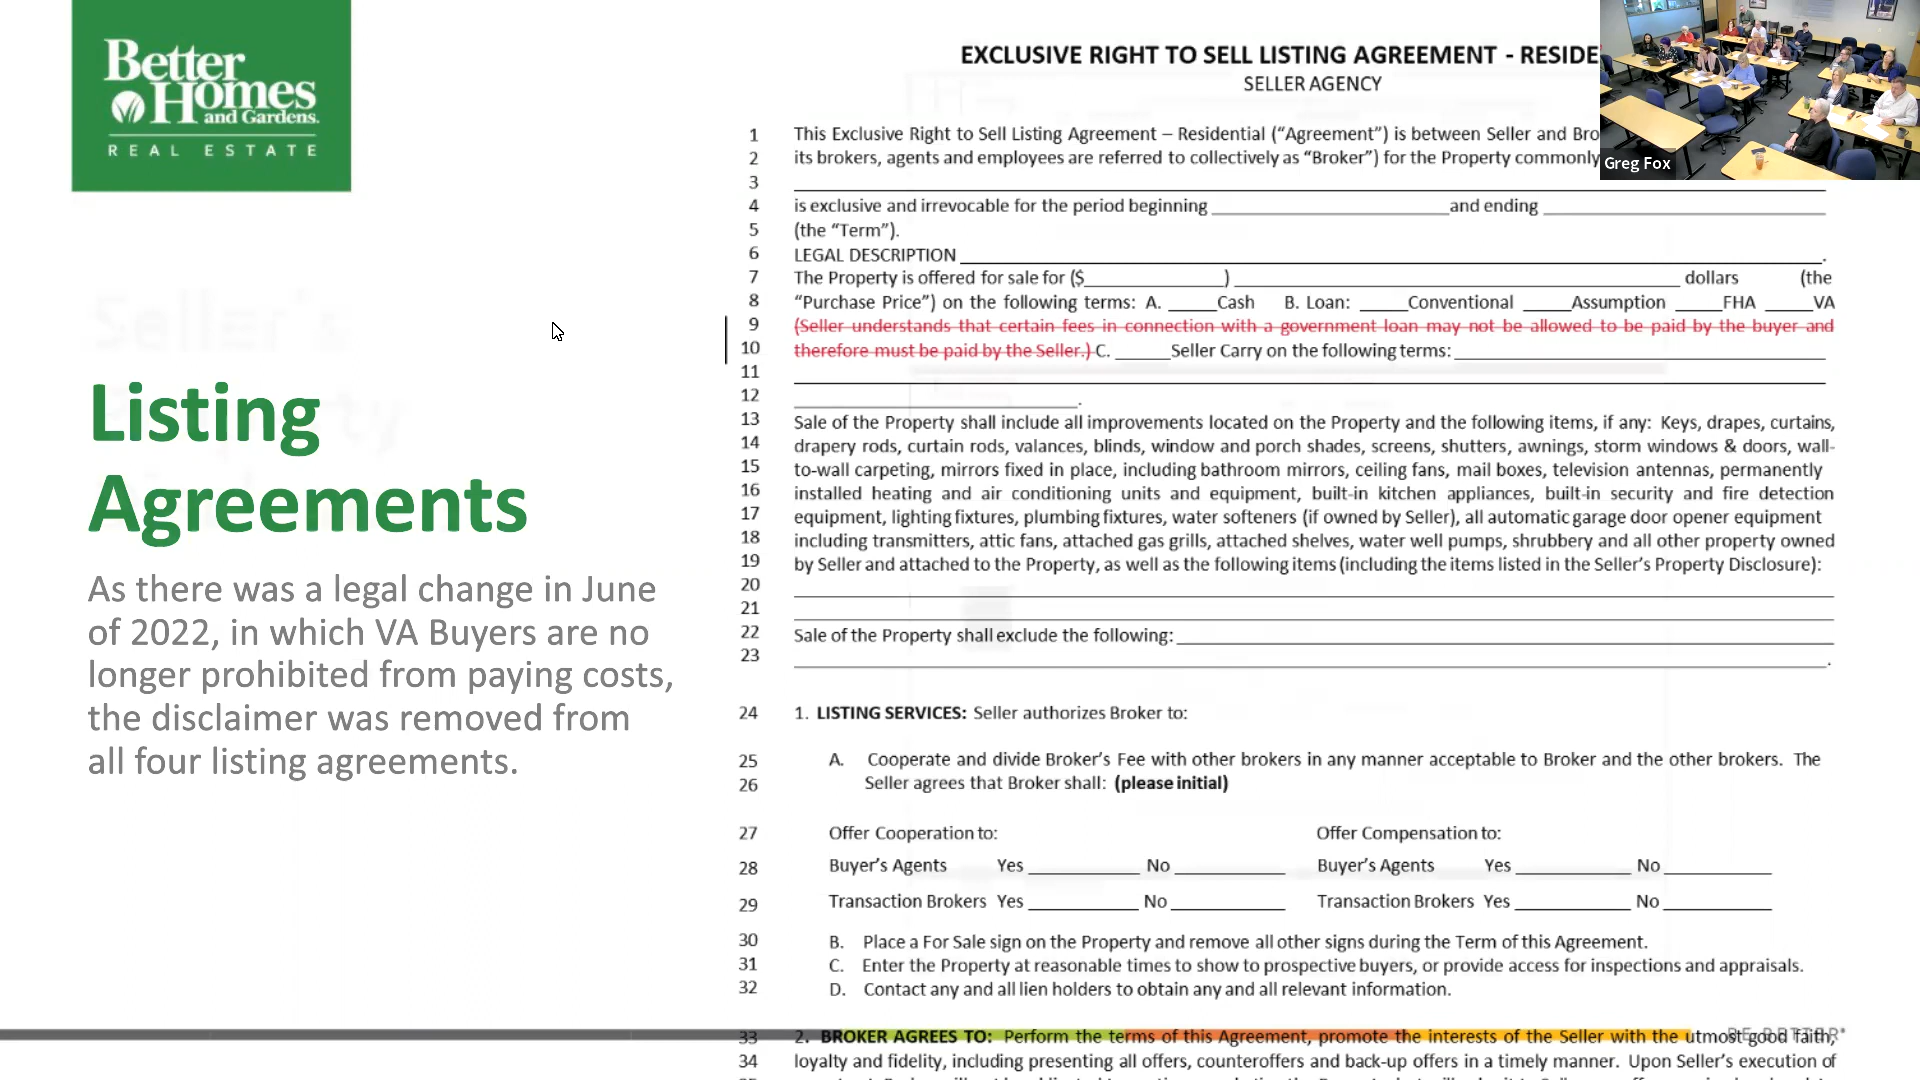 Better
Homes
and Gardens.
REAL ESTATE
Listing
Agreements
As there was a legal change in June
of 2022, in which VA Buyers are no
longer prohibited from paying costs,
the disclaimer was removed from
all four listing agreements.
EXCLUSIVE RIGHT TO SELL LISTING AGREEMENT - RESIDE
SELLER AGENCY
1 This Exclusive Right to Sell Listing Agreement – Residential (“Agreement”) is between Seller and Bro
2 its brokers, agents and employees are referred to collectively as “Broker”) for the Property commonly
3
4 is exclusive and irrevocable for the period beginning ____ and ending ____
5 (the “Term”).
6 LEGAL DESCRIPTION ____.
7 The Property is offered for sale for ($____) ____ dollars (the
8 “Purchase Price”) on the following terms: A. ____Cash B. Loan: ____Conventional ____Assumption ____FHA ____VA
9 (Seller understands that certain fees in connection with a government loan may not be allowed to be paid by the buyer and
10 therefore must be paid by the Seller.) C. ____Seller Carry on the following terms: ____
11
12 ____.
13 Sale of the Property shall include all improvements located on the Property and the following items, if any: Keys, drapes, curtains,
14 drapery rods, curtain rods, valances, blinds, window and porch shades, screens, shutters, awnings, storm windows & doors, wall-
15 to-wall carpeting, mirrors fixed in place, including bathroom mirrors, ceiling fans, mail boxes, television antennas, permanently
16 installed heating and air conditioning units and equipment, built-in kitchen appliances, built-in security and fire detection
17 equipment, lighting fixtures, plumbing fixtures, water softeners (if owned by Seller), all automatic garage door opener equipment
18 including transmitters, attic fans, attached gas grills, attached shelves, water well pumps, shrubbery and all other property owned
19 by Seller and attached to the Property, as well as the following items (including the items listed in the Seller’s Property Disclosure):
20
21
22 Sale of the Property shall exclude the following: ____
23 ____.
24 1. LISTING SERVICES: Seller authorizes Broker to:
25 A. Cooperate and divide Broker’s Fee with other brokers in any manner acceptable to Broker and the other brokers. The
26 Seller agrees that Broker shall: (please initial)
27 Offer Cooperation to: Offer Compensation to:
28 Buyer’s Agents Yes ____ No ____ Buyer’s Agents Yes ____ No ____
29 Transaction Brokers Yes ____ No ____ Transaction Brokers Yes ____ No ____
30 B. Place a For Sale sign on the Property and remove all other signs during the Term of this Agreement.
31 C. Enter the Property at reasonable times to show to prospective buyers, or provide access for inspections and appraisals.
32 D. Contact any and all lien holders to obtain any and all relevant information.
33 2. BROKER AGREES TO: Perform the terms of this Agreement, promote the interests of the Seller with the utmost good faith,
34 loyalty and fidelity, including presenting all offers, counteroffers and back-up offers in a timely manner. Upon Seller’s execution of
Greg Fox